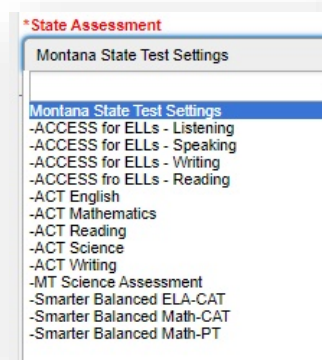 *State Assessment
Montana State Test Settings
Montana State Test Settings
-ACCESS for ELLs - Listening
-ACCESS for ELLs - Speaking
-ACCESS for ELLs - Writing
-ACCESS fro ELLs - Reading
-ACT English
-ACT Mathematics
-ACT Reading
-ACT Science
-ACT Writing
-MT Science Assessment
-Smarter Balanced ELA-CAT
-Smarter Balanced Math-CAT
-Smarter Balanced Math-PT